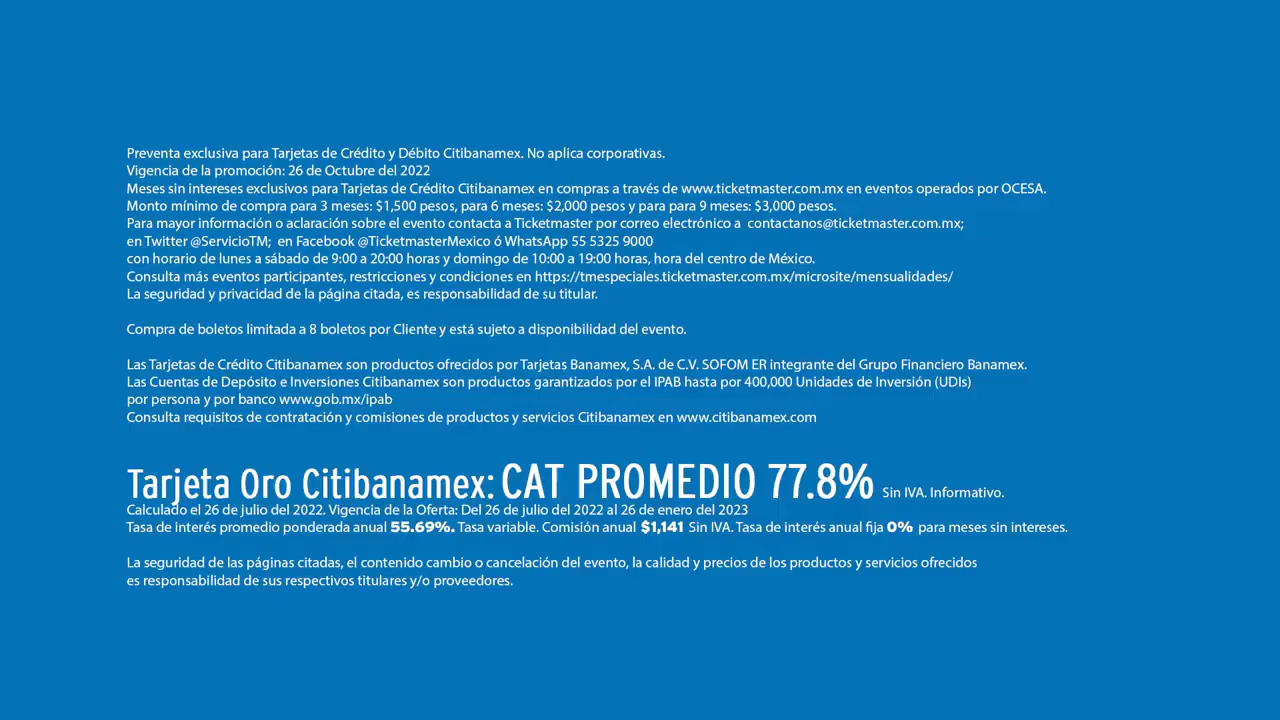 Preventa exclusiva para Tarjetas de Crédito y Débito Citibanamex. No aplica corporativas.
Vigencia de la promoción: 26 de Octubre del 2022
Meses sin intereses exclusivos para Tarjetas de Crédito Citibanamex en compras a través de www.ticketmaster.com.mx en eventos operados por OCESA.
Monto mínimo de compra para 3 meses: $1,500 pesos, para 6 meses: $2,000 pesos y para para 9 meses: $3,000 pesos.
Para mayor información o aclaración sobre el evento contacta a Ticketmaster por correo electrónico a contactanos@ticketmaster.com.mx;
en Twitter @ServicioTM; en Facebook @TicketmasterMexico ó WhatsApp 55 5325 9000
con horario de lunes a sábado de 9:00 a 20:00 horas y domingo de 10:00 a 19:00 horas, hora del centro de México.
Consulta más eventos participantes, restricciones y condiciones en https://tmespeciales.ticketmaster.com.mx/microsite/mensualidades/
La seguridad y privacidad de la página citada, es responsabilidad de su titular.
Compra de boletos limitada a 8 boletos por Cliente y está sujeto a disponibilidad del evento.
Las Tarjetas de Crédito Citibanamex son productos ofrecidos por Tarjetas Banamex, S.A. de C.V. SOFOM ER integrante del Grupo Financiero Banamex.
Las Cuentas de Depósito e Inversiones Citibanamex son productos garantizados por el IPAB hasta por 400,000 Unidades de Inversión (UDIs)
por persona y por banco www.gob.mx/ipab
Consulta requisitos de contratación y comisiones de productos y servicios Citibanamex en www.citibanamex.com
Tarjeta Oro Citibanamex: CAT PROMEDIO 77.8% Sin IVA. Informativo.
Calculado el 26 de julio del 2022. Vigencia de la Oferta: Del 26 de julio del 2022 al 26 de enero del 2023
Tasa de interés promedio ponderada anual 55.69%. Tasa variable. Comisión anual $1,141 Sin IVA. Tasa de interés anual fija 0% para meses sin intereses.
La seguridad de las páginas citadas, el contenido cambio o cancelación del evento, la calidad y precios de los productos y servicios ofrecidos
es responsabilidad de sus respectivos titulares y/o proveedores.